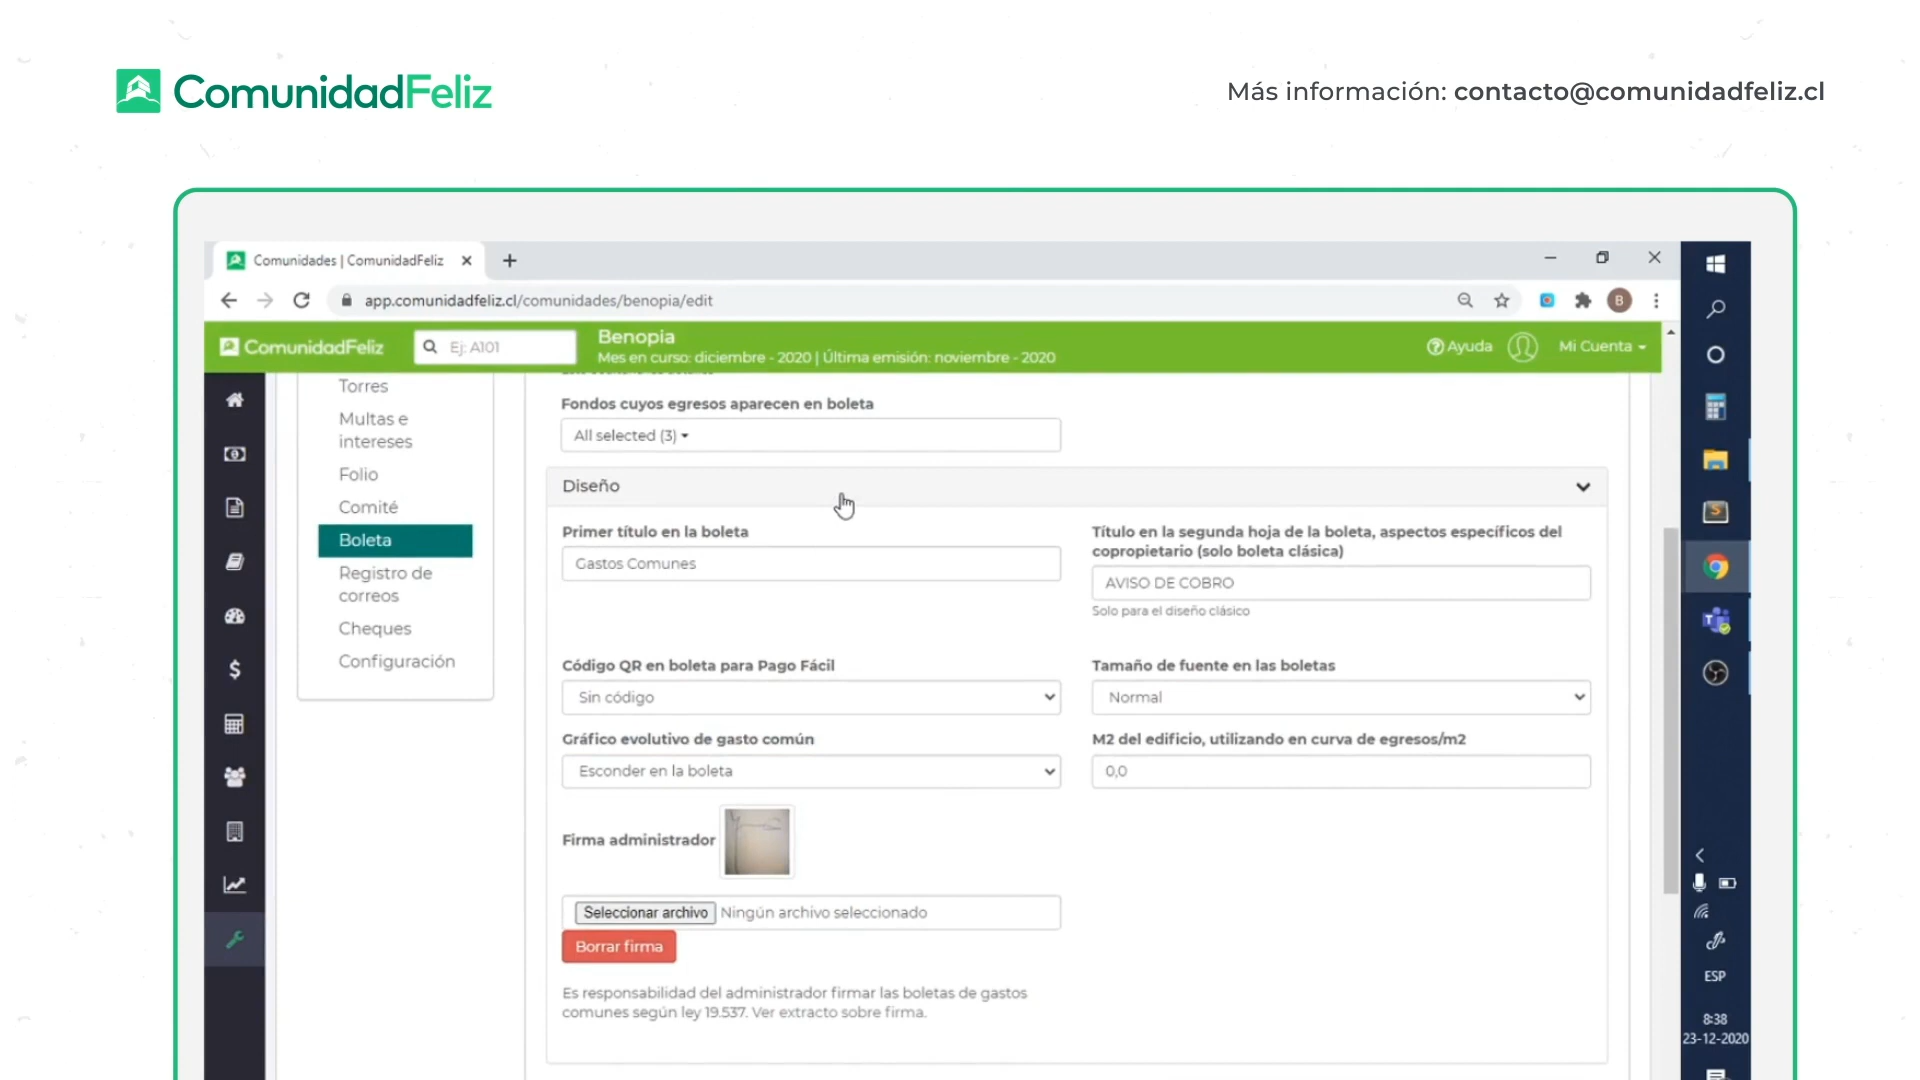 ComunidadFeliz
Más información: contacto@comunidadfeliz.cl
Comunidades | ComunidadFeliz
app.comunidadfeliz.cl/comunidades/benopia/edit
B
ComunidadFeliz
Ej: A101
Benopia
Mes en curso: diciembre - 2020 | Última emisión: noviembre - 2020
Ayuda
Mi Cuenta
Torres
Multas e
intereses
Folio
Comité
Boleta
Registro de
correos
Cheques
Configuración
Fondos cuyos egresos aparecen en boleta
All selected (3)
Diseño
Primer título en la boleta
Gastos Comunes
Título en la segunda hoja de la boleta, aspectos específicos del
copropietario (solo boleta clásica)
AVISO DE COBRO
Solo para el diseño clásico
Código QR en boleta para Pago Fácil
Sin código
Tamaño de fuente en las boletas
Normal
Gráfico evolutivo de gasto común
Esconder en la boleta
M2 del edificio, utilizando en curva de egresos/m2
0,0
Firma administrador
Seleccionar archivo Ningún archivo seleccionado
Borrar firma
Es responsabilidad del administrador firmar las boletas de gastos
comunes según ley 19.537. Ver extracto sobre firma.
ESP
8:38
23-12-2020